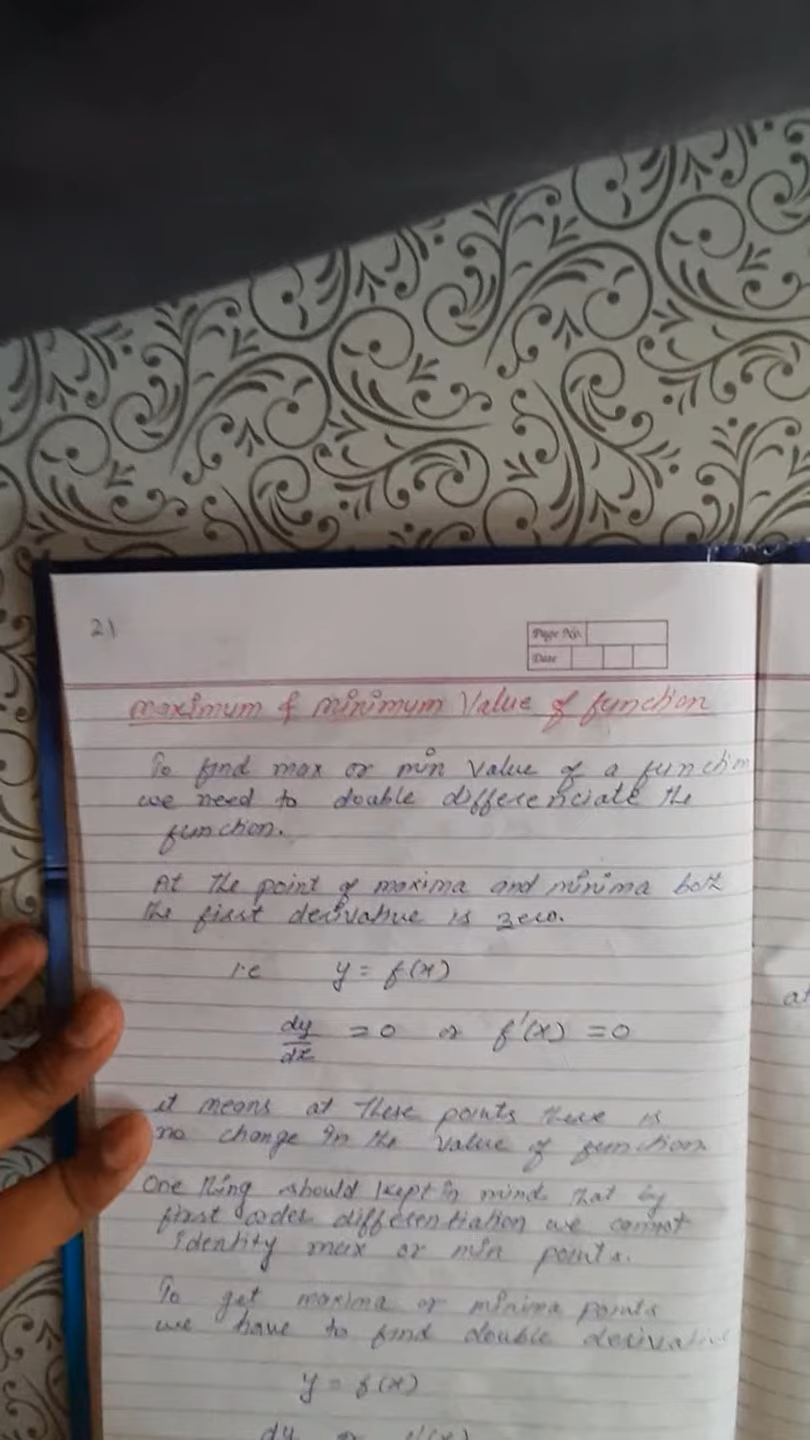 21
Page No.
Date
maximum & minimum Value of function
To find max or min value of a function
we need to double differenciate the
function.
At the point of maxima and minima both
the first derivative is zero.
i.e y = f(x)
dy/dx = 0 or f'(x) = 0
it means at these points there is
no change in the value of function
One thing should kept in mind that by
first order differentiation we cannot
identity max or min points.
To get maxima or minima points
we have to find double derivative
y = f(x)
dy or f'(x)
at